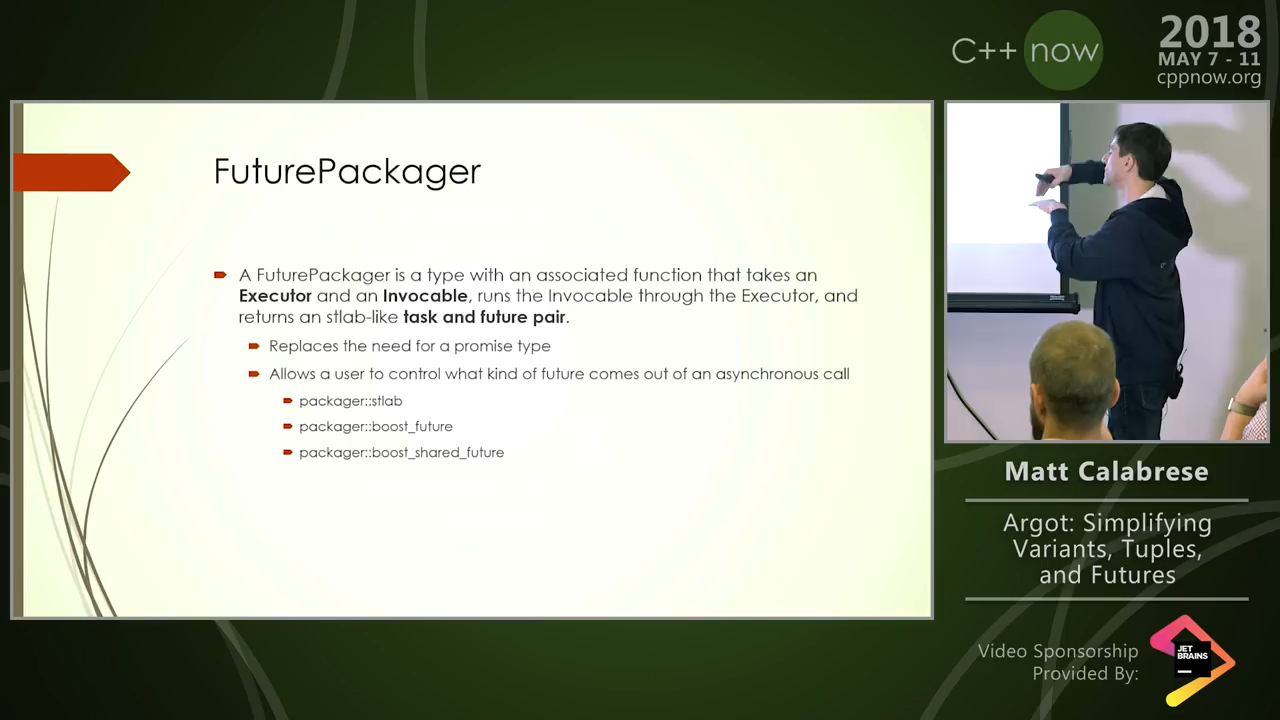 C++ now
2018
MAY 7 - 11
cppnow.org
FuturePackager
A FuturePackager is a type with an associated function that takes an
Executor and an Invocable, runs the Invocable through the Executor, and
returns an stlab-like task and future pair.
Replaces the need for a promise type
Allows a user to control what kind of future comes out of an asynchronous call
packager::stlab
packager::boost_future
packager::boost_shared_future
Matt Calabrese
Argot: Simplifying
Variants, Tuples,
and Futures
Video Sponsorship
Provided By:
JET
BRAINS